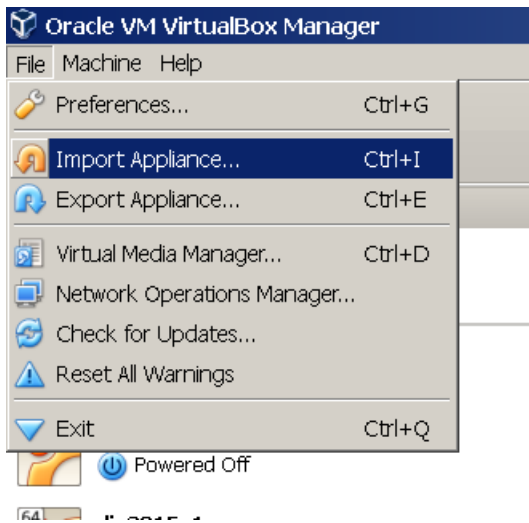 Oracle VM VirtualBox Manager
File Machine Help
Preferences... Ctrl+G
Import Appliance... Ctrl+I
Export Appliance... Ctrl+E
Virtual Media Manager... Ctrl+D
Network Operations Manager...
Check for Updates...
Reset All Warnings
Exit Ctrl+Q
Powered Off
64